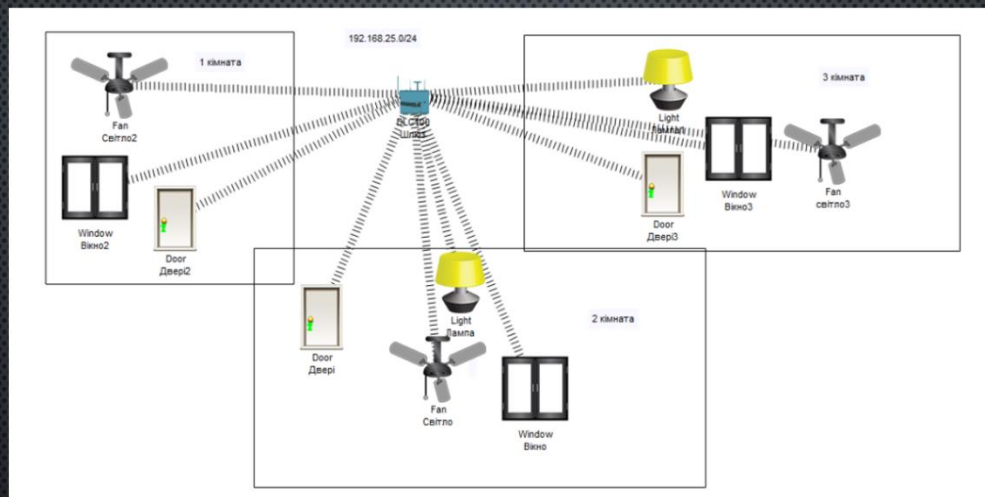 192.168.25.0/24
1 кімната
Fan
Світло2
Window
Вікно2
Door
Двері2
Шлюз
Light
3 кімната
Window
Вікно3
Fan
світло3
Door
Двері3
Light
Лампа
2 кімната
Door
Двері
Fan
Світло
Window
Вікно